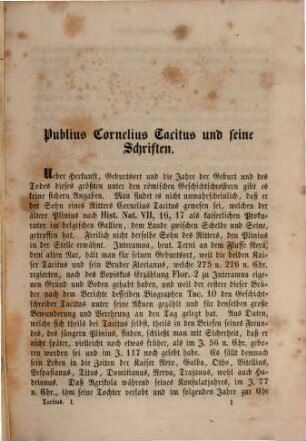 Publius Cornelius Tacitus und seine
Schriften.
Ueber Herkunft, Geburtsort und die Jahre der Geburt und des
Todes dieses größten unter den römischen Geschichtschreibern gibt es
keine sichern Angaben. Man findet es nicht unwahrscheinlich, daß er
der Sohn eines Ritters Cornelius Tacitus gewesen sei, welchen der
ältere Plinius nach Hist. Nat. VII, 16, 17 als kaiserlichen Proku-
rator im belgischen Gallien, dem Lande zwischen Schelde und Seine,
getroffen hat. Freilich nicht derselbe Sohn des Ritters, den Plinius
in der Stelle erwähnt. Interamna, heut. Terni an dem Flusse Nera,
dem alten Nar, hält man für seinen Geburtsort, weil die beiden Kai-
ser Tacitus und sein Bruder Florianus, welche 275 u. 276 n. Chr.
regierten, nach des Vopiskus Erzählung Flor. 2 zu Interamna eige-
nen Grund und Boden gehabt haben, und weil der erstere dieser Brü-
der nach dem Berichte desselben Biographen Tac. 10 den Geschicht-
schreiber Tacitus unter seine Ahnen gezählt und für denselben große
Bewunderung und Verehrung an den Tag gelegt hat. Aus Daten,
welche sich theils bei Tacitus selbst, theils in den Briefen seines Freun-
des, des jüngern Plinius, finden, schließt man mit Sicherheit, daß er
nicht vor, jedoch noch etwas früher, als im J. 56 n. Chr. gebo-
ren worden sei und im J. 117 noch gelebt habe. Es fällt demnach
sein Leben in die Zeiten der Kaiser Nero, Galba, Otho, Vitellius,
Vespasianus, Titus, Domitianus, Nerva, Trajanus, wohl auch Ha-
drianus. Daß Agrikola während seines Konsulatjahres, im J. 77
n. Chr., ihm seine Tochter verlobt und im folgenden Jahre zur Ehe
Tacitus. I. 1